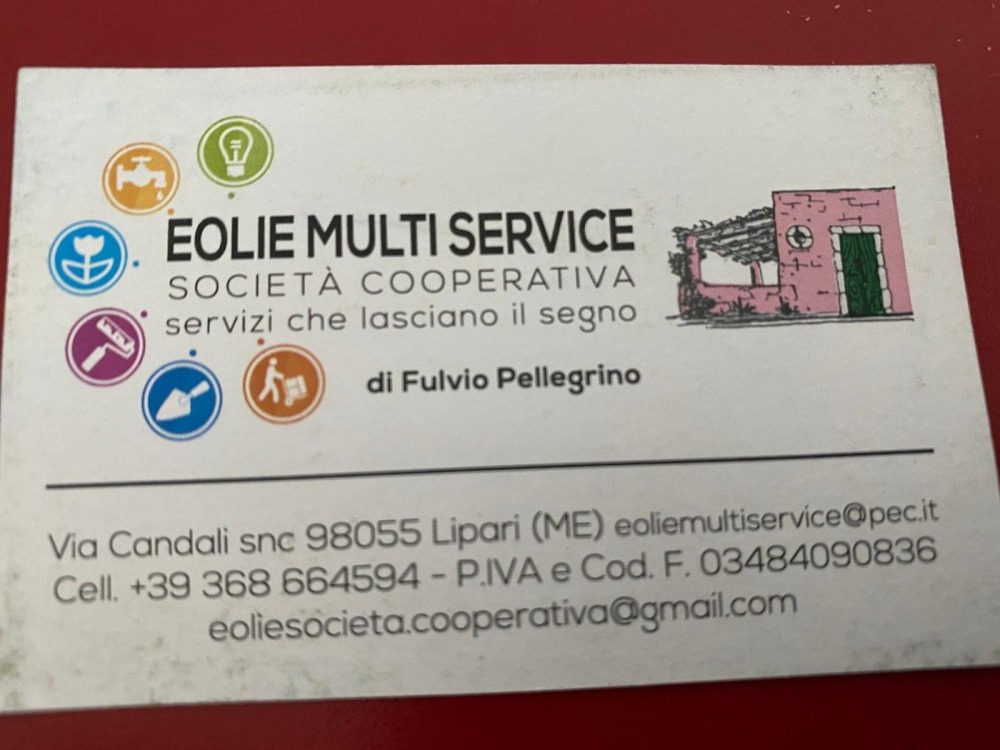 EOLIE MULTI SERVICE
SOCIETÀ COOPERATIVA
servizi che lasciano il segno
di Fulvio Pellegrino
Via Candali snc 98055 Lipari (ME) eoliemultiservice@pec.it
Cell. +39 368 664594 - P.IVA e Cod. F. 03484090836
eoliesocieta.cooperativa@gmail.com